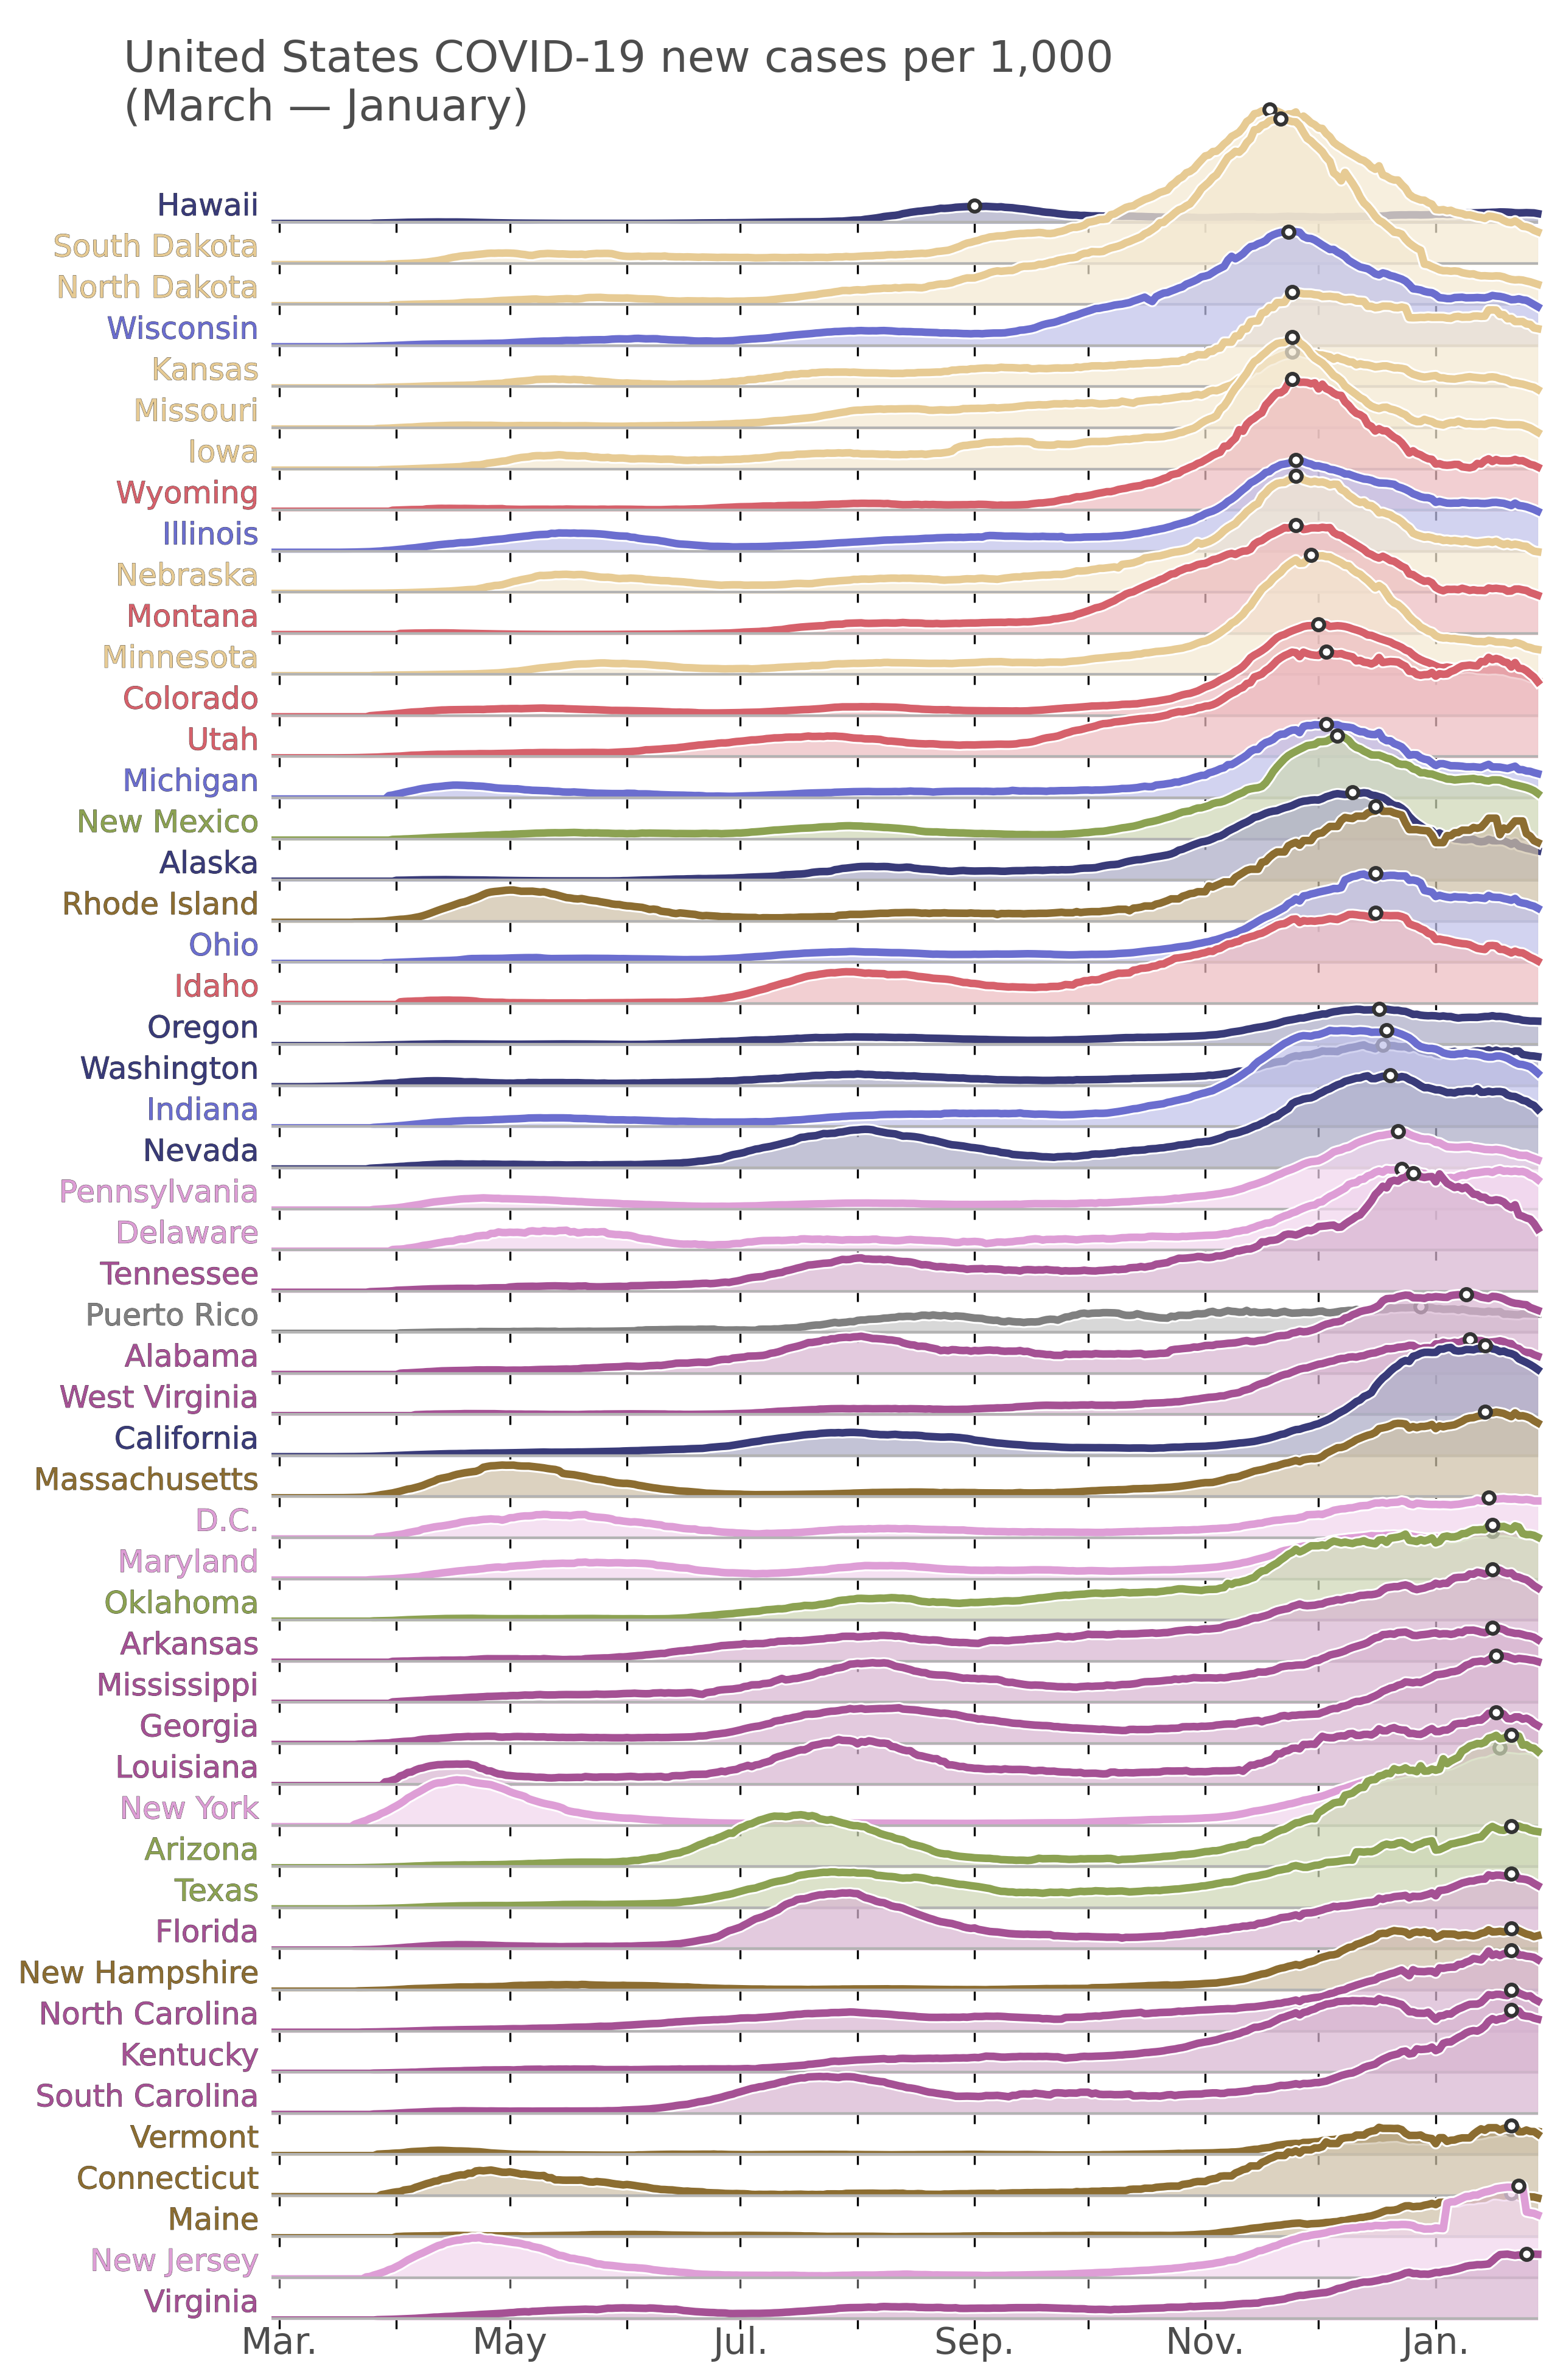 United States COVID-19 new cases per 1,000
(March — January)
Hawaii
South Dakota
North Dakota
Wisconsin
Kansas
Missouri
Iowa
Wyoming
Illinois
Nebraska
Montana
Minnesota
Colorado
Utah
Michigan
New Mexico
Alaska
Rhode Island
Ohio
Idaho
Oregon
Washington
Indiana
Nevada
Pennsylvania
Delaware
Tennessee
Puerto Rico
Alabama
West Virginia
California
Massachusetts
D.C.
Maryland
Oklahoma
Arkansas
Mississippi
Georgia
Louisiana
New York
Arizona
Texas
Florida
New Hampshire
North Carolina
Kentucky
South Carolina
Vermont
Connecticut
Maine
New Jersey
Virginia
Mar. May Jul. Sep. Nov. Jan.